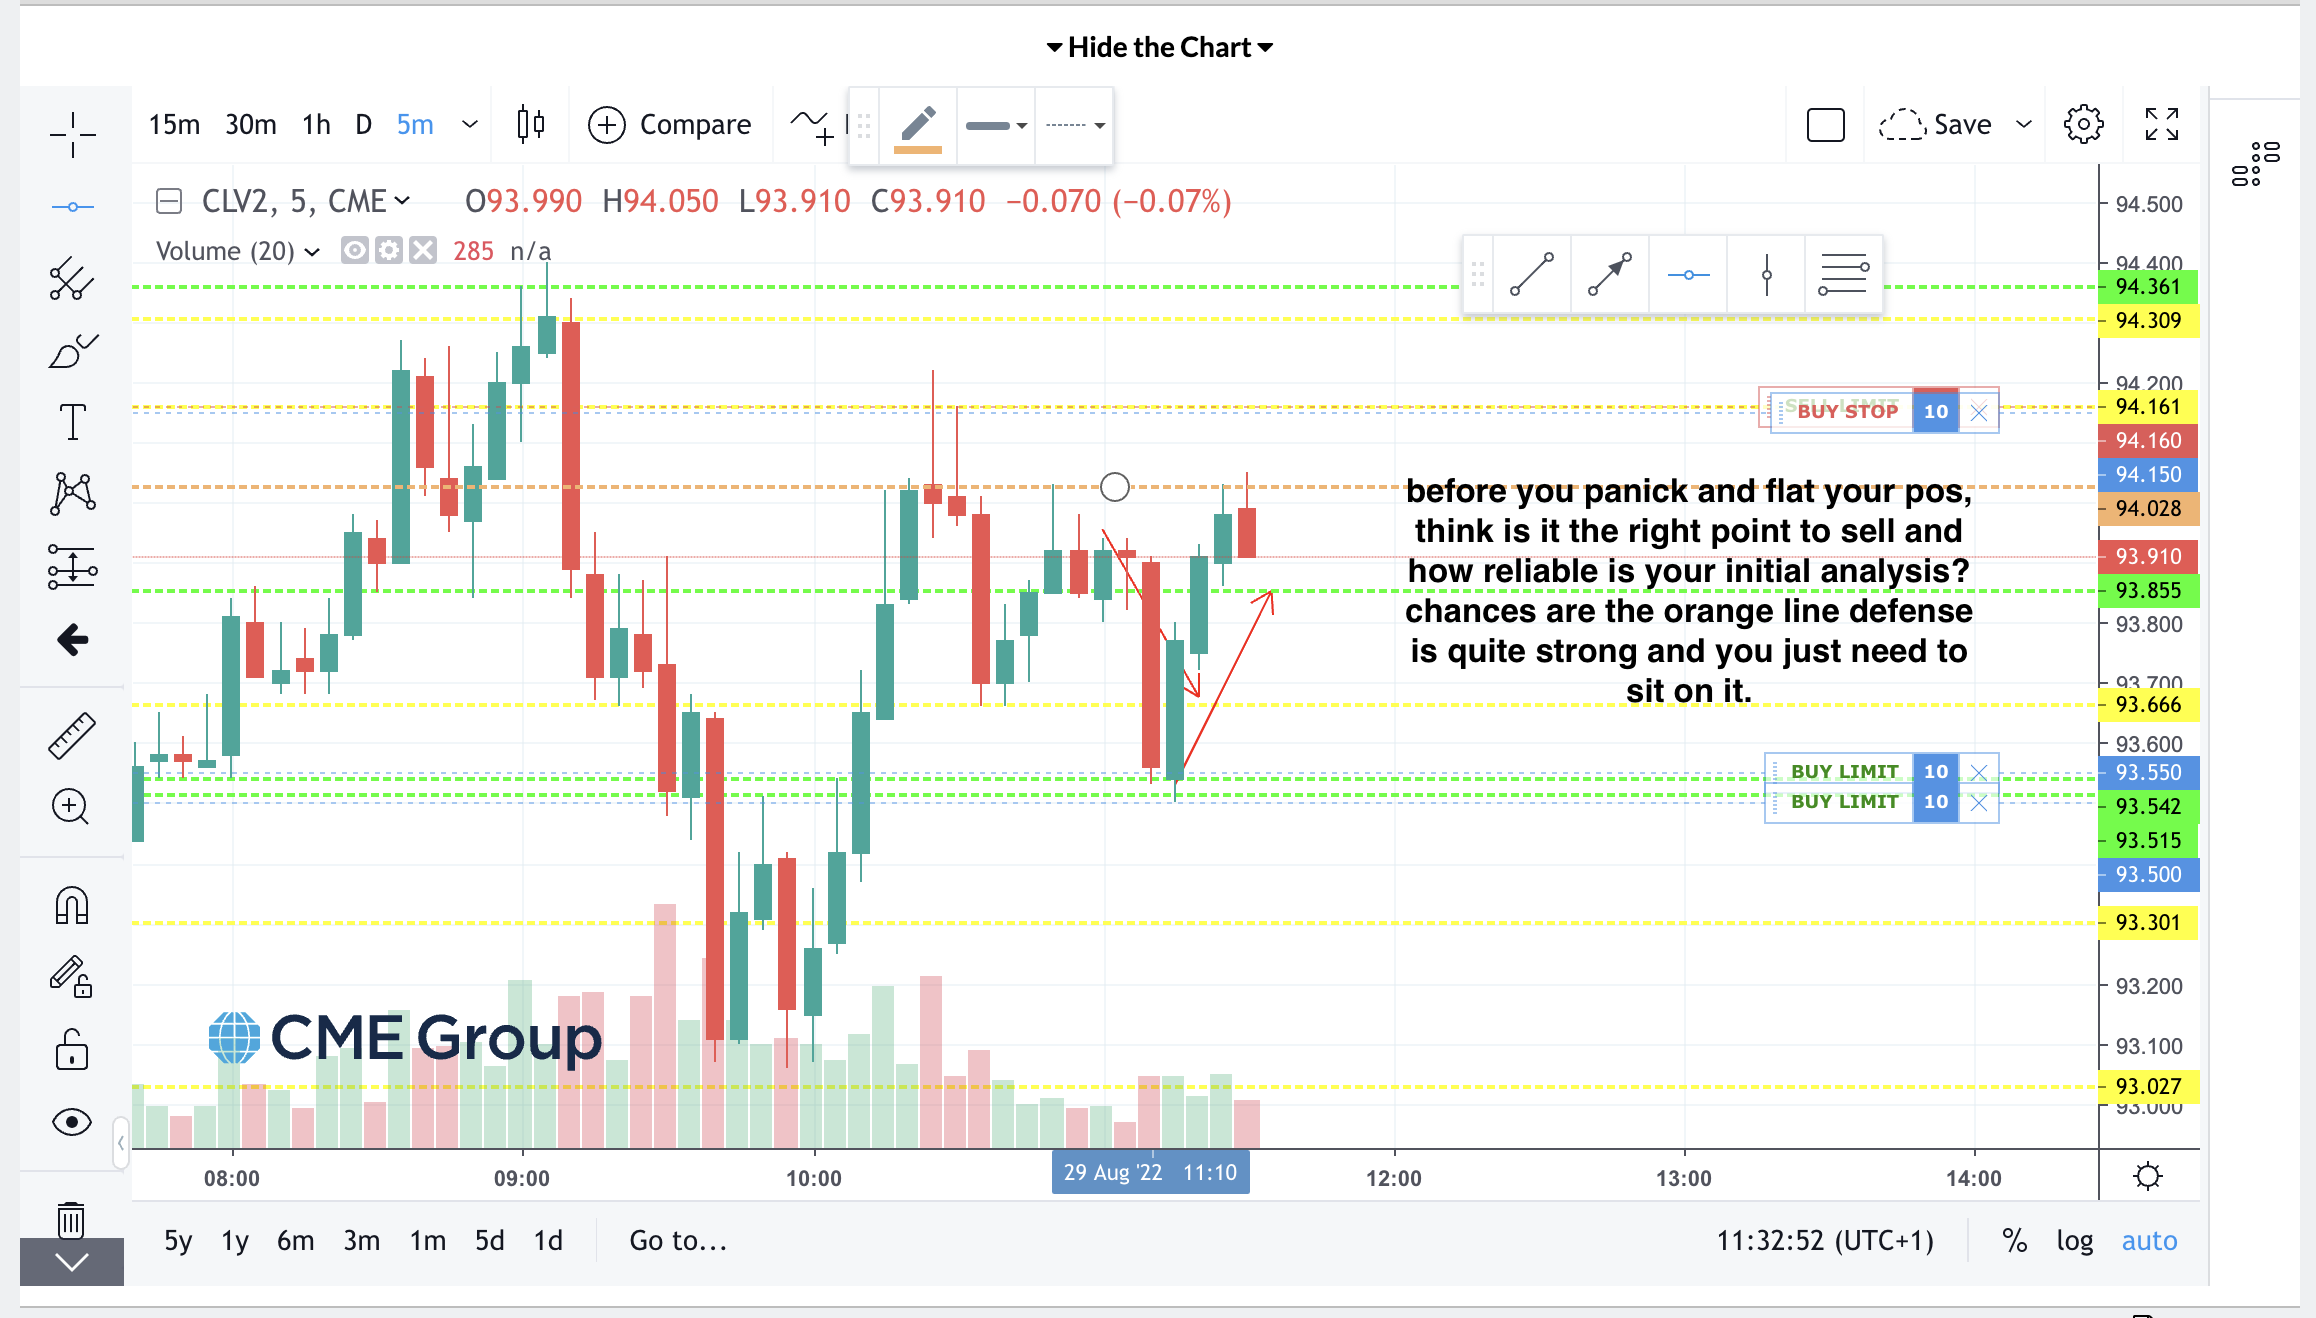 Hide the Chart
15m 30m 1h D 5m Compare Save
CLV2, 5, CME O93.990 H94.050 L93.910 C93.910 −0.070 (−0.07%)
Volume (20) 285 n/a
94.500
94.400
94.361
94.309
94.200
SELL LIMIT
BUY STOP 10
94.161
94.160
94.150
94.028
before you panick and flat your pos,
think is it the right point to sell and
how reliable is your initial analysis?
chances are the orange line defense
is quite strong and you just need to
sit on it.
93.910
93.855
93.800
93.700
93.666
93.600
BUY LIMIT 10
93.550
BUY LIMIT 10
93.542
93.515
93.500
93.301
93.200
CME Group
93.100
93.027
93.000
08:00 09:00 10:00 29 Aug '22 11:10 12:00 13:00 14:00
5y 1y 6m 3m 1m 5d 1d Go to... 11:32:52 (UTC+1) % log auto